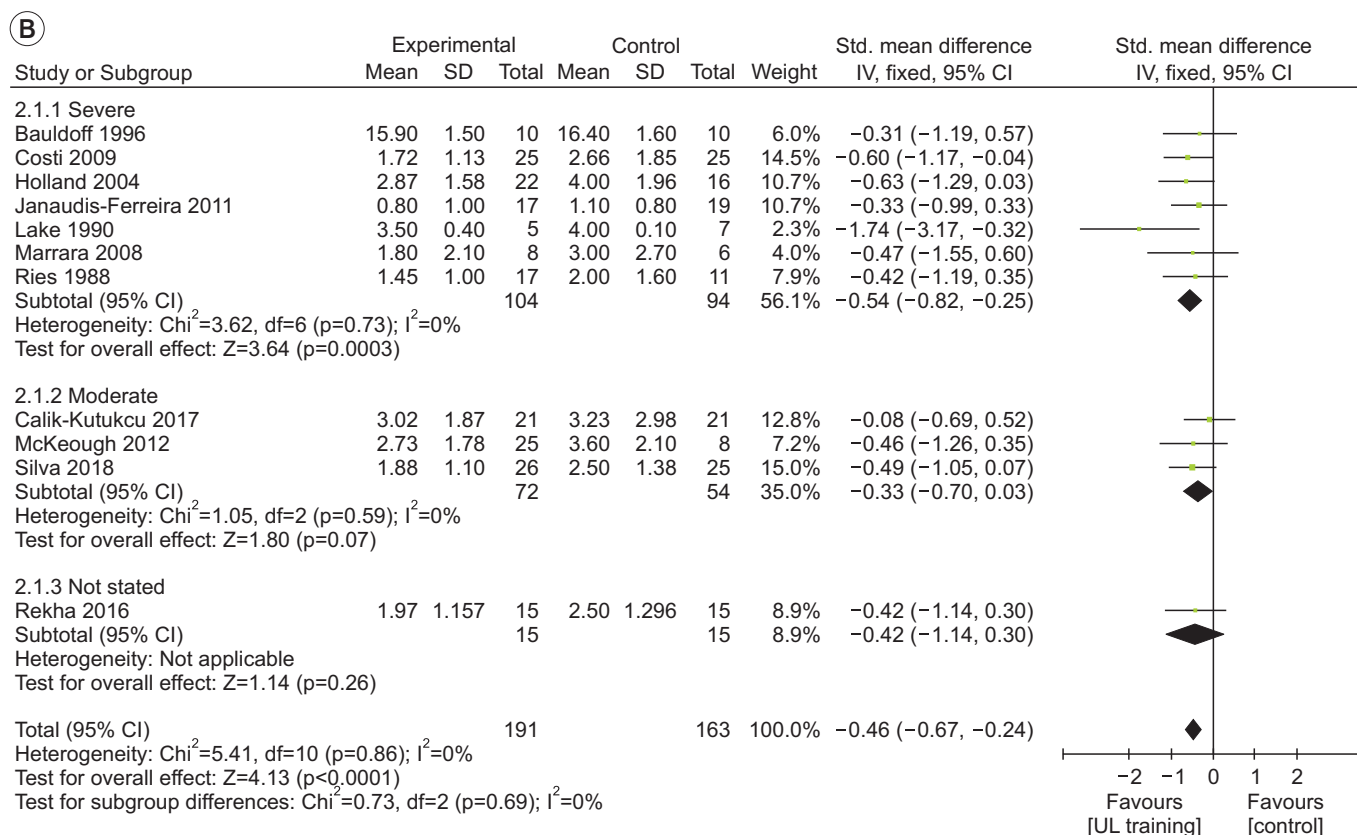 B
Experimental Control Std. mean difference Std. mean difference
Study or Subgroup Mean SD Total Mean SD Total Weight IV, fixed, 95% CI IV, fixed, 95% CI
2.1.1 Severe
Bauldoff 1996 15.90 1.50 10 16.40 1.60 10 6.0% −0.31 (−1.19, 0.57)
Costi 2009 1.72 1.13 25 2.66 1.85 25 14.5% −0.60 (−1.17, −0.04)
Holland 2004 2.87 1.58 22 4.00 1.96 16 10.7% −0.63 (−1.29, 0.03)
Janaudis-Ferreira 2011 0.80 1.00 17 1.10 0.80 19 10.7% −0.33 (−0.99, 0.33)
Lake 1990 3.50 0.40 5 4.00 0.10 7 2.3% −1.74 (−3.17, −0.32)
Marrara 2008 1.80 2.10 8 3.00 2.70 6 4.0% −0.47 (−1.55, 0.60)
Ries 1988 1.45 1.00 17 2.00 1.60 11 7.9% −0.42 (−1.19, 0.35)
Subtotal (95% CI) 104 94 56.1% −0.54 (−0.82, −0.25)
Heterogeneity: Chi²=3.62, df=6 (p=0.73); I²=0%
Test for overall effect: Z=3.64 (p=0.0003)
2.1.2 Moderate
Calik-Kutukcu 2017 3.02 1.87 21 3.23 2.98 21 12.8% −0.08 (−0.69, 0.52)
McKeough 2012 2.73 1.78 25 3.60 2.10 8 7.2% −0.46 (−1.26, 0.35)
Silva 2018 1.88 1.10 26 2.50 1.38 25 15.0% −0.49 (−1.05, 0.07)
Subtotal (95% CI) 72 54 35.0% −0.33 (−0.70, 0.03)
Heterogeneity: Chi²=1.05, df=2 (p=0.59); I²=0%
Test for overall effect: Z=1.80 (p=0.07)
2.1.3 Not stated
Rekha 2016 1.97 1.157 15 2.50 1.296 15 8.9% −0.42 (−1.14, 0.30)
Subtotal (95% CI) 15 15 8.9% −0.42 (−1.14, 0.30)
Heterogeneity: Not applicable
Test for overall effect: Z=1.14 (p=0.26)
Total (95% CI) 191 163 100.0% −0.46 (−0.67, −0.24)
Heterogeneity: Chi²=5.41, df=10 (p=0.86); I²=0%
Test for overall effect: Z=4.13 (p<0.0001)
Test for subgroup differences: Chi²=0.73, df=2 (p=0.69); I²=0%
−2 −1 0 1 2
Favours Favours
[UL training] [control]